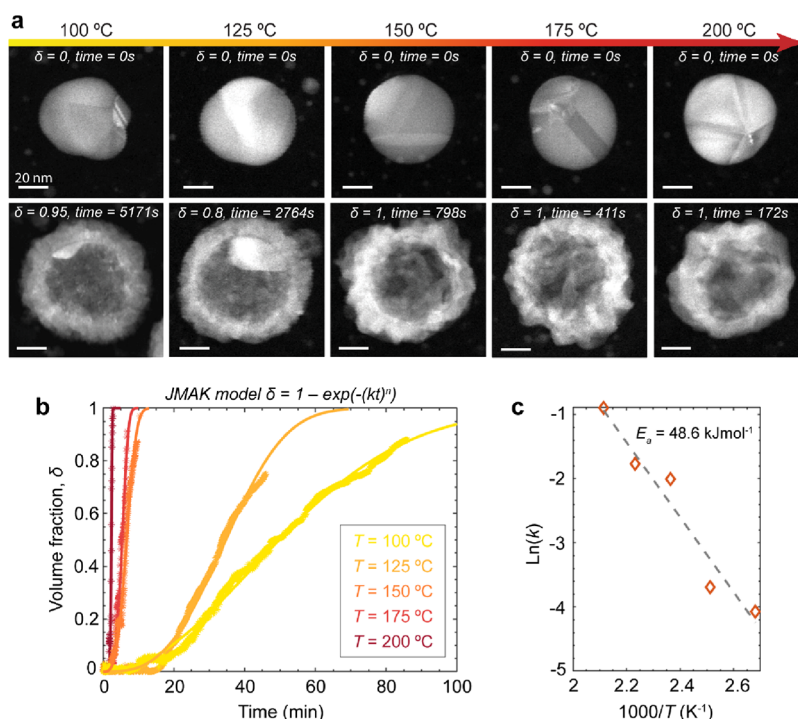 a
100 ºC 125 ºC 150 ºC 175 ºC 200 ºC
δ = 0, time = 0s δ = 0, time = 0s δ = 0, time = 0s δ = 0, time = 0s δ = 0, time = 0s
20 nm
δ = 0.95, time = 5171s δ = 0.8, time = 2764s δ = 1, time = 798s δ = 1, time = 411s δ = 1, time = 172s
b
JMAK model δ = 1 – exp(-(kt)ⁿ)
Volume fraction, δ
1
0.8
0.6
0.4
0.2
0
T = 100 ºC
T = 125 ºC
T = 150 ºC
T = 175 ºC
T = 200 ºC
0 20 40 60 80 100
Time (min)
c
Eₐ = 48.6 kJmol⁻¹
Ln(k)
-1
-2
-3
-4
-5
2 2.2 2.4 2.6
1000/T (K⁻¹)